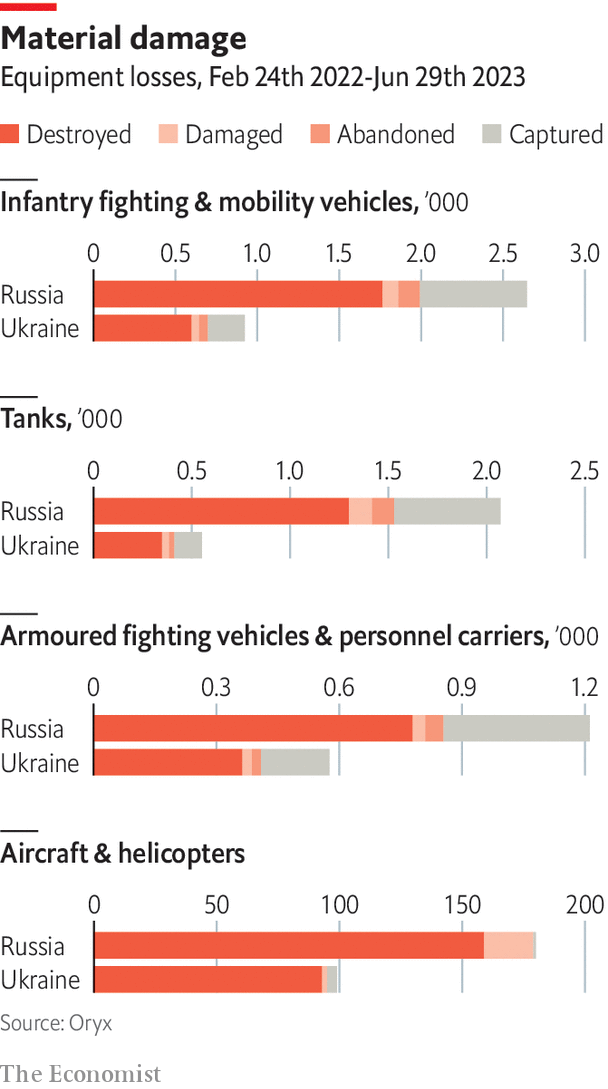 Material damage
Equipment losses, Feb 24th 2022-Jun 29th 2023
Destroyed Damaged Abandoned Captured
Infantry fighting & mobility vehicles, ’000
0 0.5 1.0 1.5 2.0 2.5 3.0
Russia
Ukraine
Tanks, ’000
0 0.5 1.0 1.5 2.0 2.5
Russia
Ukraine
Armoured fighting vehicles & personnel carriers, ’000
0 0.3 0.6 0.9 1.2
Russia
Ukraine
Aircraft & helicopters
0 50 100 150 200
Russia
Ukraine
Source: Oryx
The Economist